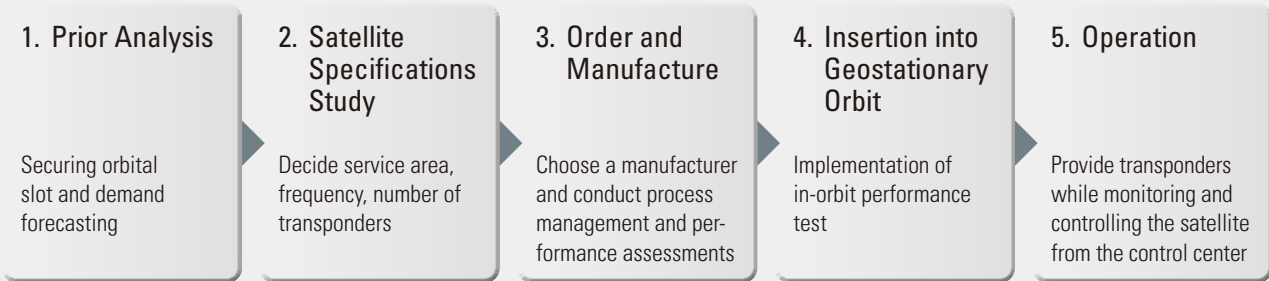 1. Prior Analysis
Securing orbital
slot and demand
forecasting
2. Satellite
Specifications
Study
Decide service area,
frequency, number of
transponders
3. Order and
Manufacture
Choose a manufacturer
and conduct process
management and per-
formance assessments
4. Insertion into
Geostationary
Orbit
Implementation of
in-orbit performance
test
5. Operation
Provide transponders
while monitoring and
controlling the satellite
from the control center